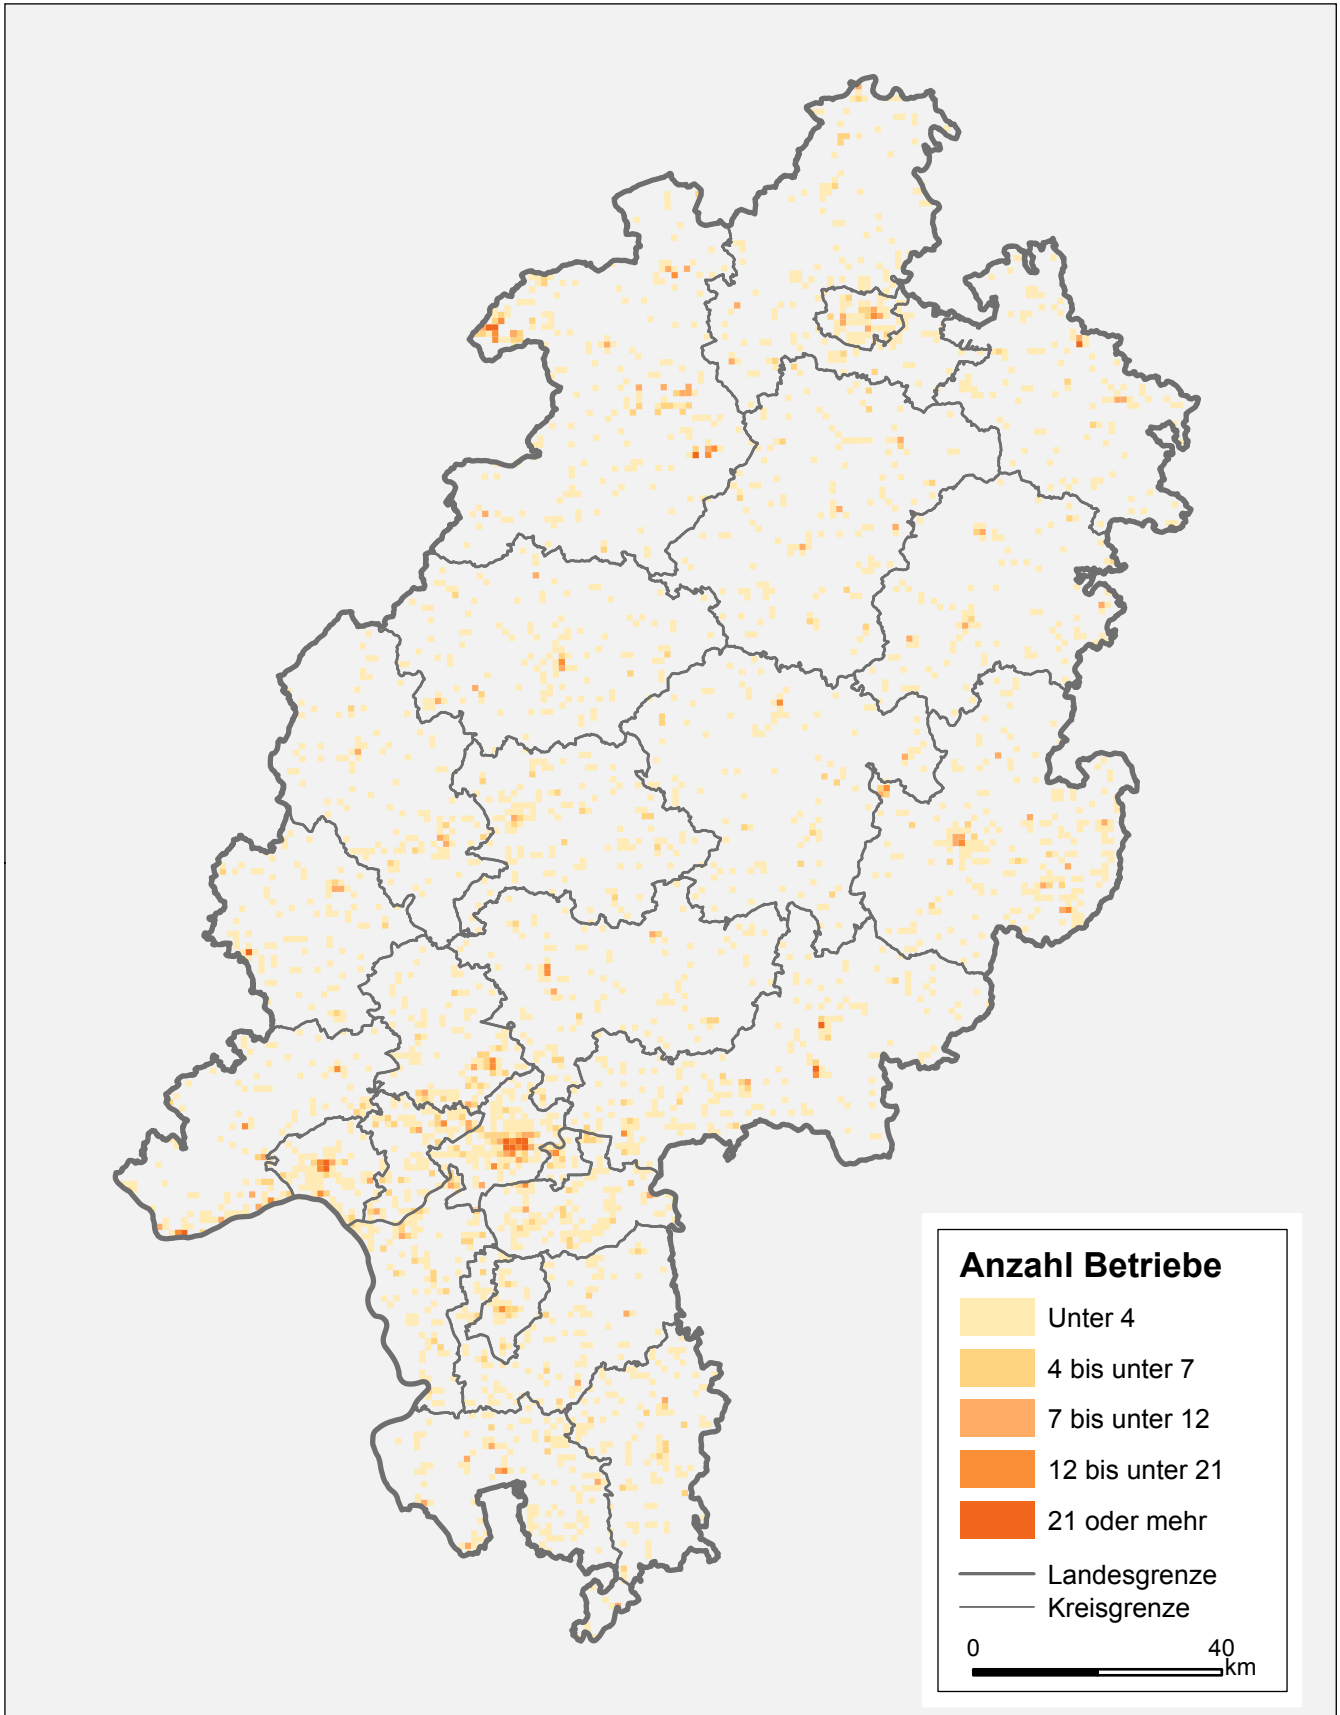 Anzahl Betriebe
Unter 4
4 bis unter 7
7 bis unter 12
12 bis unter 21
21 oder mehr
Landesgrenze
Kreisgrenze
0 40
km